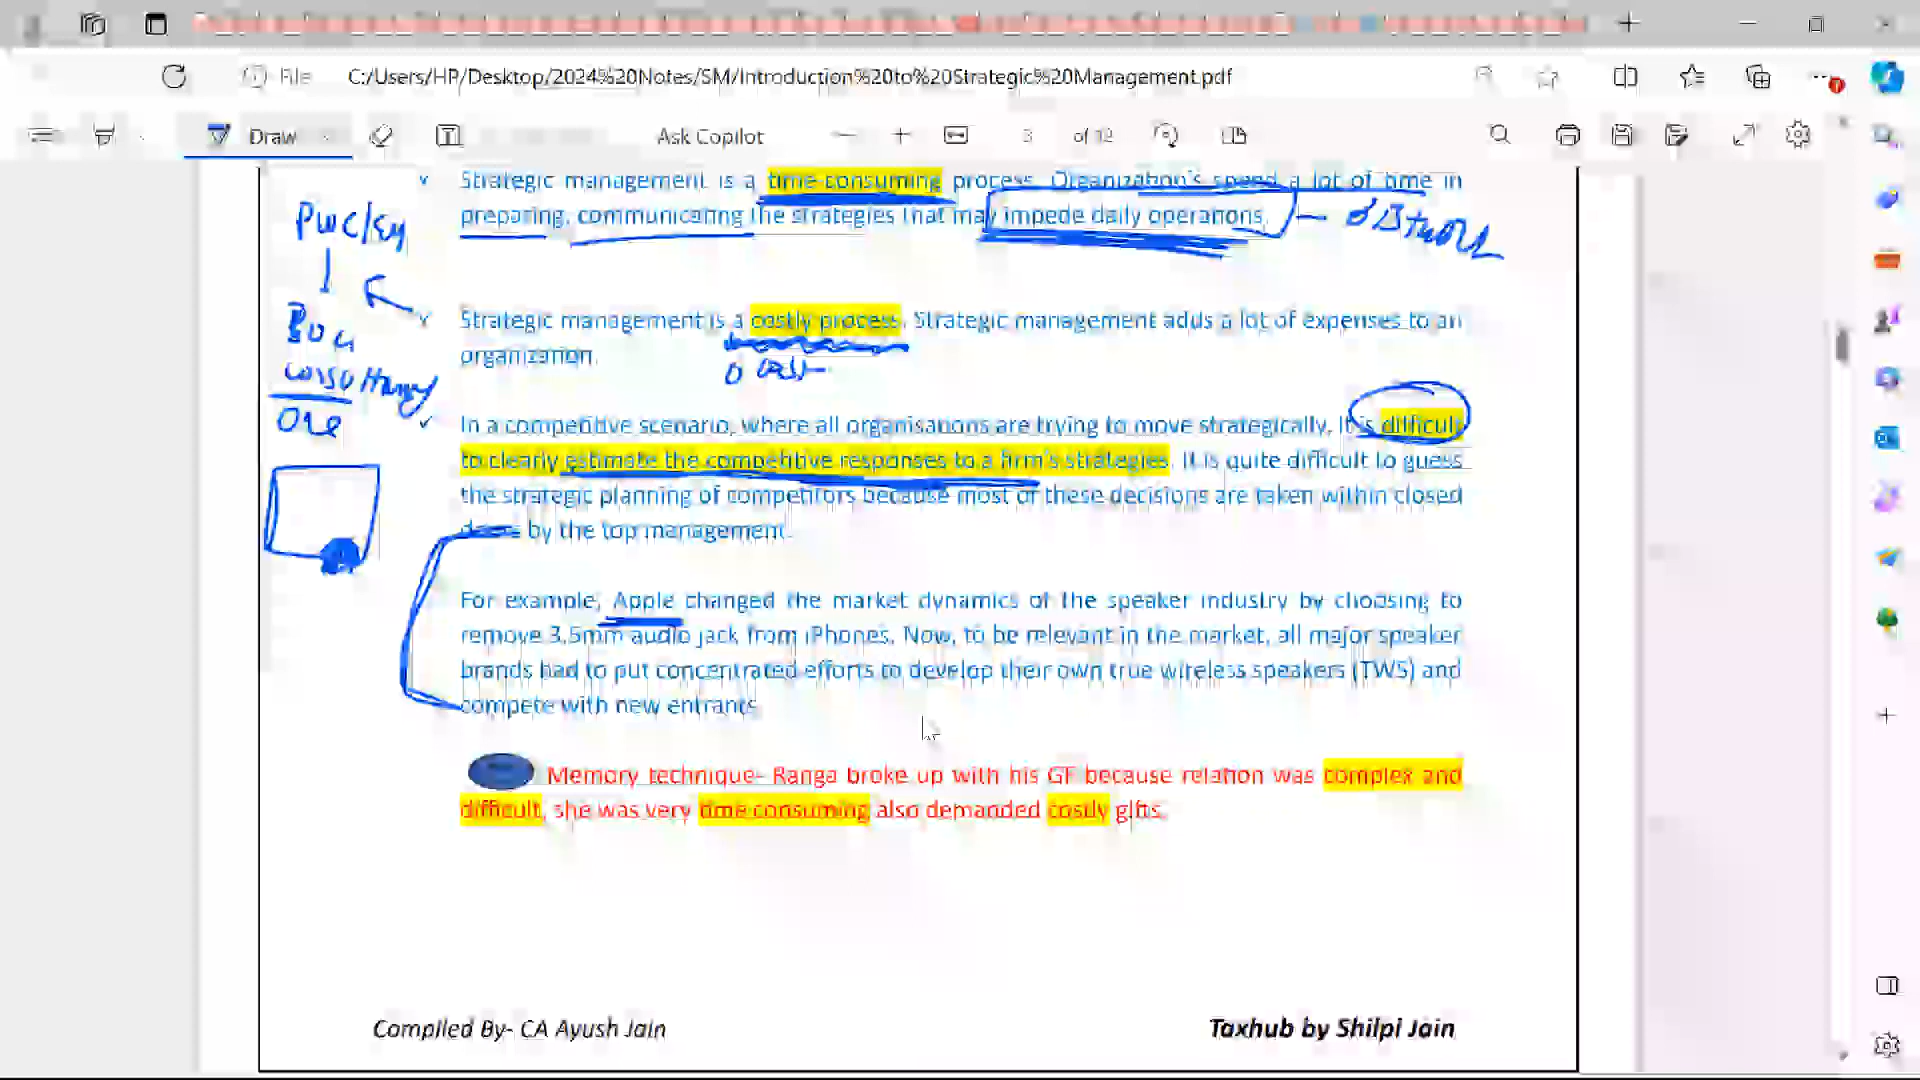 File C:/Users/HP/Desktop/2024%20Notes/SM/Introduction%20to%20Strategic%20Management.pdf
Draw Ask Copilot 3 of 12
Strategic management is a time-consuming process. Organization's spend a lot of time in
preparing, communicating the strategies that may impede daily operations.
Pwc/Ey
Strategic management is a costly process. Strategic management adds a lot of expenses to an
organization.
In a competitive scenario, where all organisations are trying to move strategically, it is difficult
to clearly estimate the competitive responses to a firm's strategies. It is quite difficult to guess
the strategic planning of competitors because most of these decisions are taken within closed
doors by the top management.
For example, Apple changed the market dynamics of the speaker industry by choosing to
remove 3.5mm audio jack from iPhones. Now, to be relevant in the market, all major speaker
brands had to put concentrated efforts to develop their own true wireless speakers (TWS) and
compete with new entrants.
Memory technique- Ranga broke up with his GF because relation was complex and
difficult, she was very time consuming also demanded costly gifts.
Compiled By- CA Ayush Jain
Taxhub by Shilpi Jain